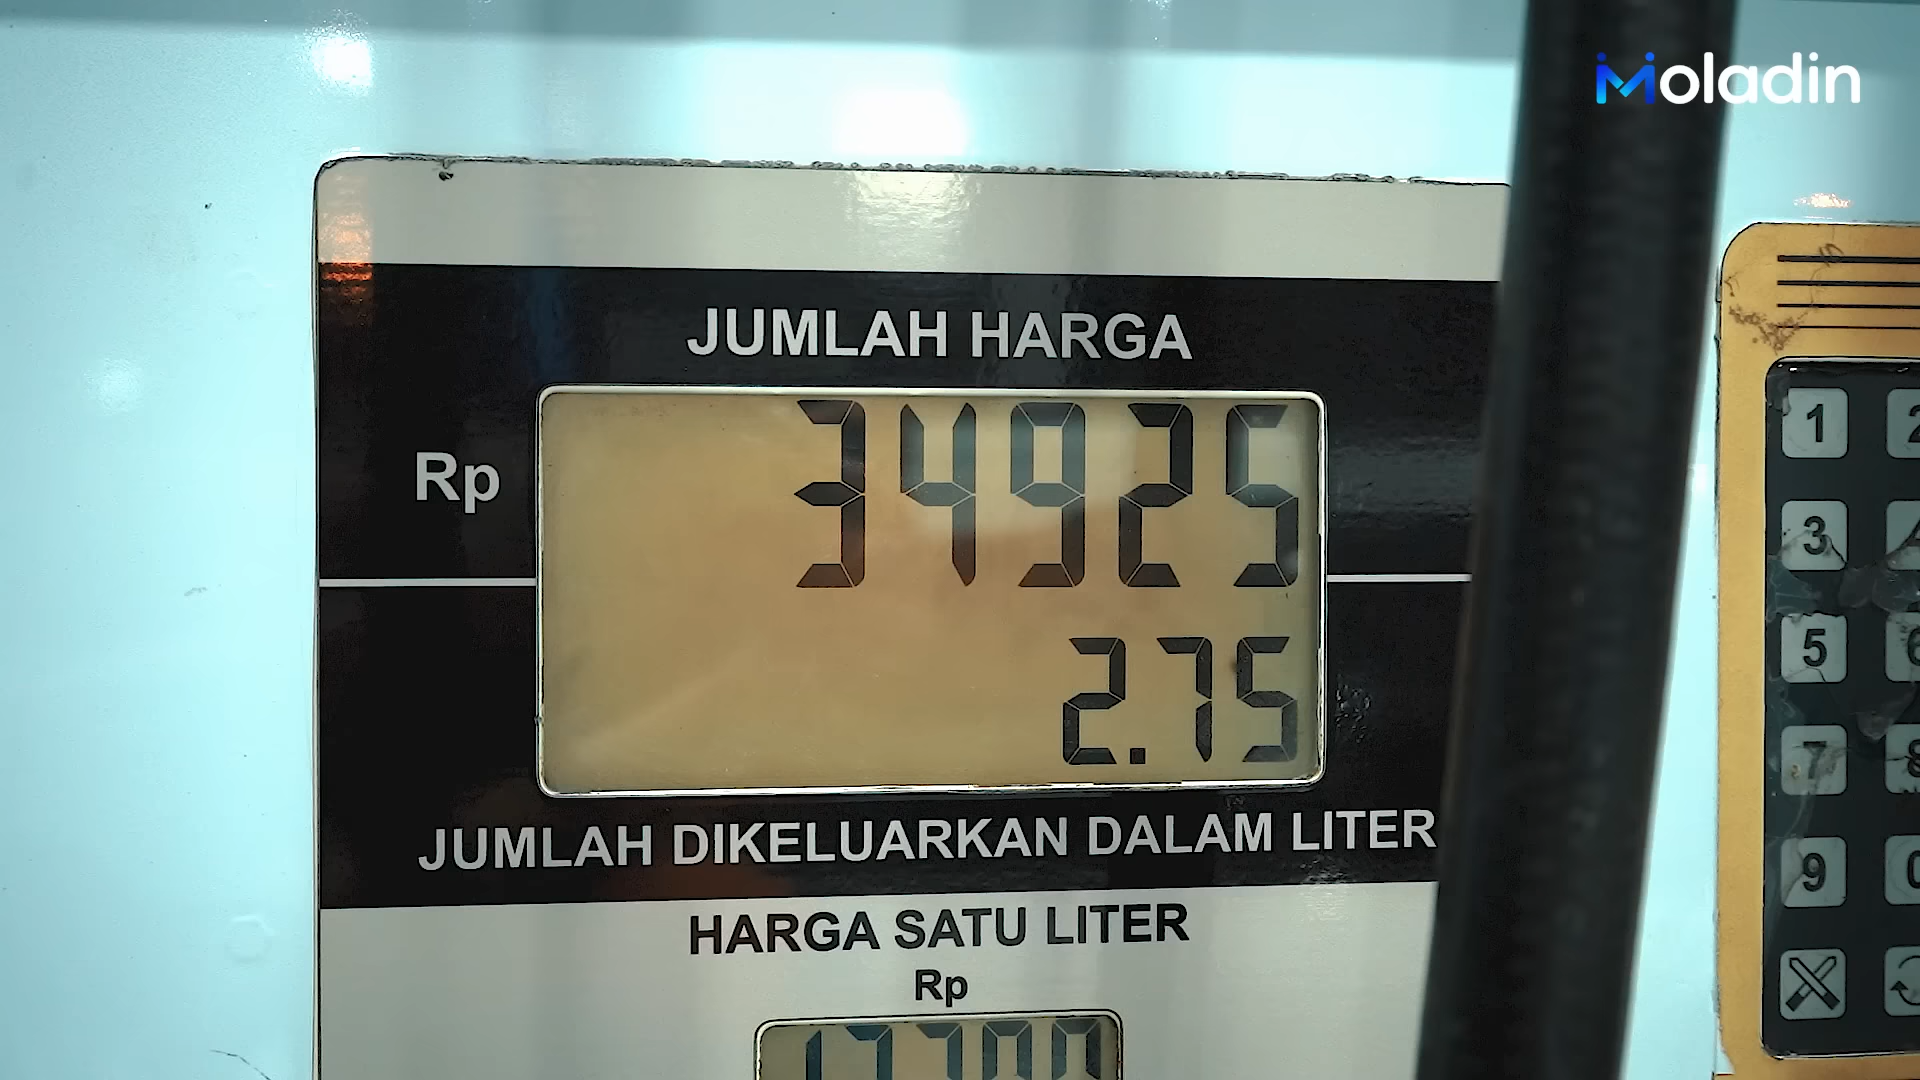 Moladin
JUMLAH HARGA
Rp
34925
2.75
JUMLAH DIKELUARKAN DALAM LITER
HARGA SATU LITER
Rp
1
3
5
7
9